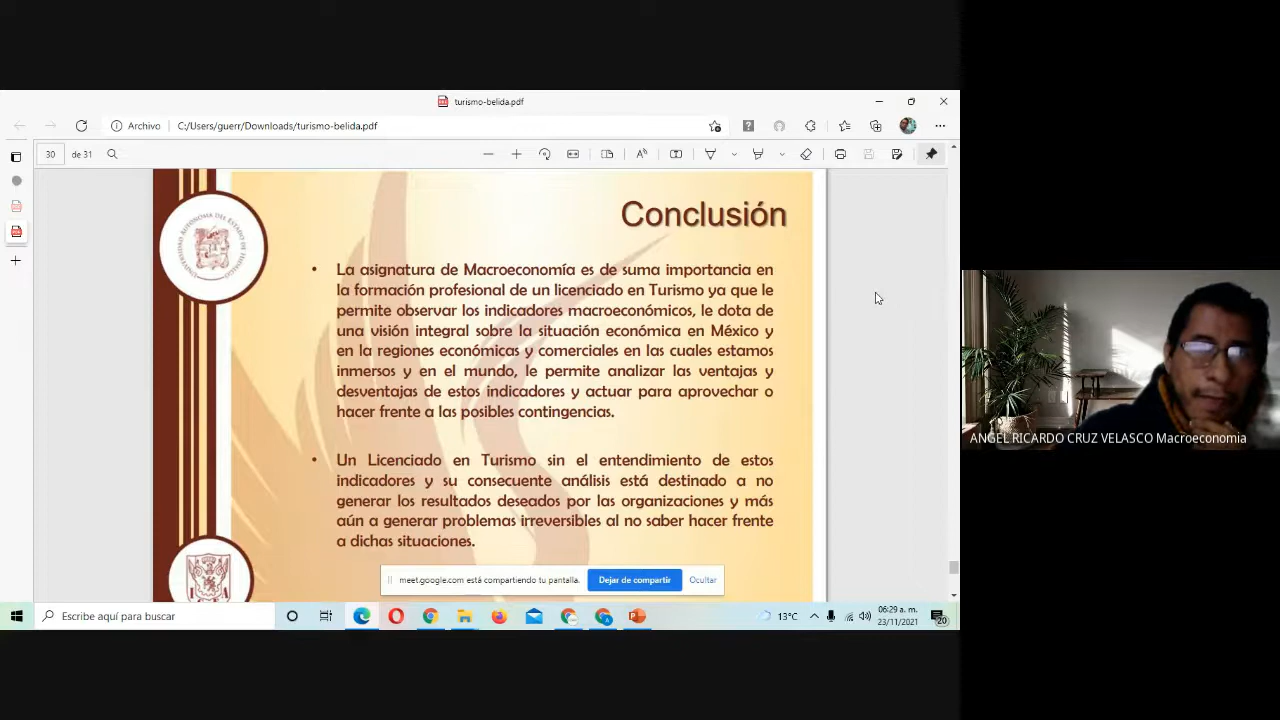 turismo-belida.pdf
Archivo
C:/Users/guerr/Downloads/turismo-belida.pdf
30 de 31
Conclusión
UNIVERSIDAD AUTÓNOMA DEL ESTADO DE HIDALGO
• La asignatura de Macroeconomía es de suma importancia en
la formación profesional de un licenciado en Turismo ya que le
permite observar los indicadores macroeconómicos, le dota de
una visión integral sobre la situación económica en México y
en la regiones económicas y comerciales en las cuales estamos
inmersos y en el mundo, le permite analizar las ventajas y
desventajas de estos indicadores y actuar para aprovechar o
hacer frente a las posibles contingencias.
• Un Licenciado en Turismo sin el entendimiento de estos
indicadores y su consecuente análisis está destinado a no
generar los resultados deseados por las organizaciones y más
aún a generar problemas irreversibles al no saber hacer frente
a dichas situaciones.
meet.google.com está compartiendo tu pantalla.
Dejar de compartir
Ocultar
ANGEL RICARDO CRUZ VELASCO Macroeconomia
Escribe aquí para buscar
13°C
06:29 a. m.
23/11/2021
20